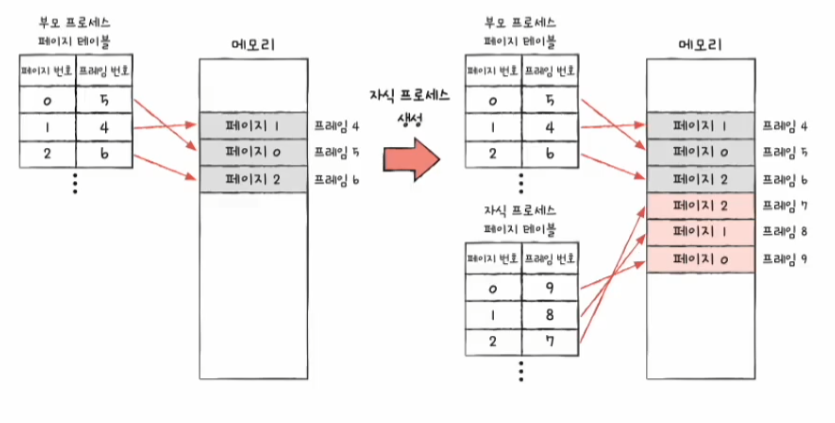 부모 프로세스
페이지 테이블
페이지 번호 프레임 번호
0 5
1 4
2 6
메모리
페이지 1 프레임 4
페이지 0 프레임 5
페이지 2 프레임 6
자식 프로세스
생성
부모 프로세스
페이지 테이블
페이지 번호 프레임 번호
0 5
1 4
2 6
자식 프로세스
페이지 테이블
페이지 번호 프레임 번호
0 9
1 8
2 7
메모리
페이지 1 프레임 4
페이지 0 프레임 5
페이지 2 프레임 6
페이지 2 프레임 7
페이지 1 프레임 8
페이지 0 프레임 9